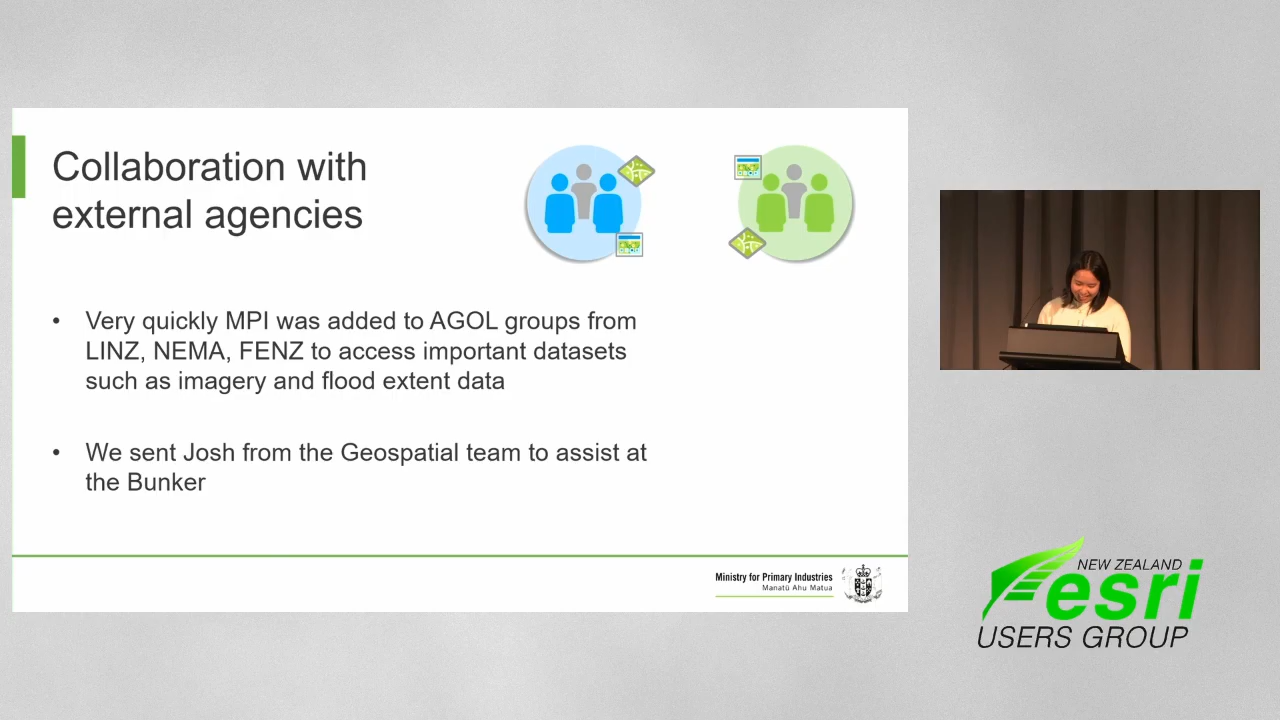 Collaboration with
external agencies
• Very quickly MPI was added to AGOL groups from
LINZ, NEMA, FENZ to access important datasets
such as imagery and flood extent data
• We sent Josh from the Geospatial team to assist at
the Bunker
Ministry for Primary Industries
Manatū Ahu Matua
NEW ZEALAND
esri
USERS GROUP